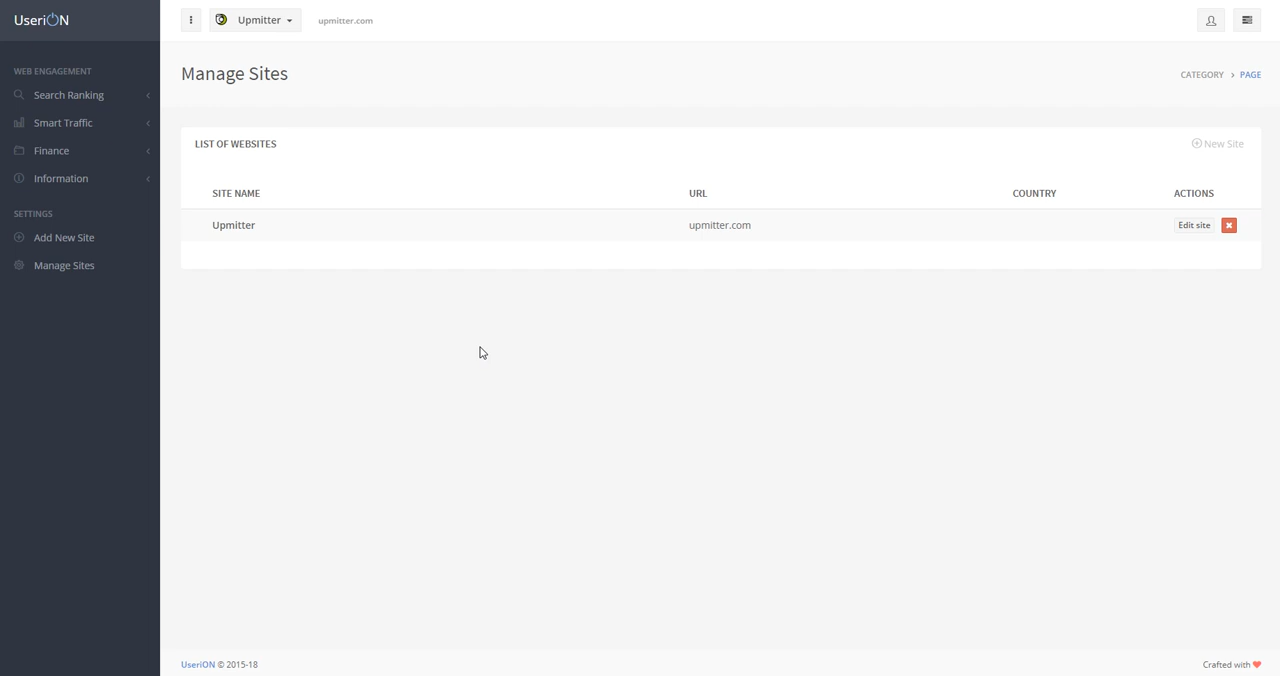 UseriON
Upmitter
upmitter.com
WEB ENGAGEMENT
Search Ranking
Smart Traffic
Finance
Information
SETTINGS
Add New Site
Manage Sites
Manage Sites
CATEGORY > PAGE
LIST OF WEBSITES
New Site
SITE NAME URL COUNTRY ACTIONS
Upmitter upmitter.com Edit site
UseriON © 2015-18
Crafted with